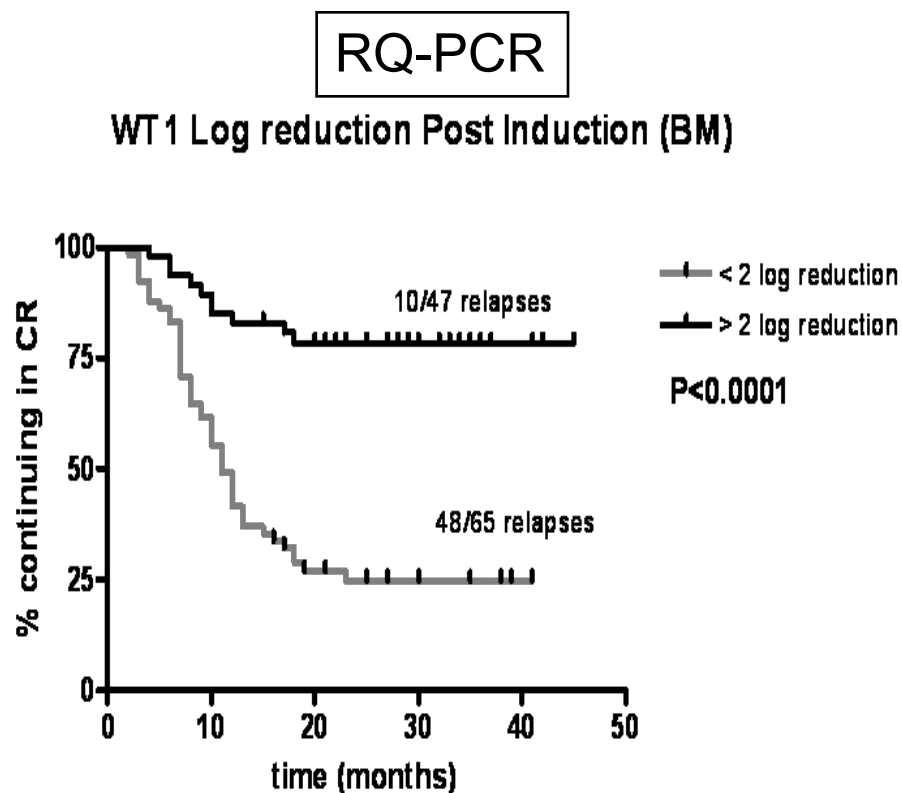 RQ-PCR
WT1 Log reduction Post Induction (BM)
100
75
50
25
0
% continuing in CR
10/47 relapses
48/65 relapses
< 2 log reduction
> 2 log reduction
P<0.0001
0 10 20 30 40 50
time (months)